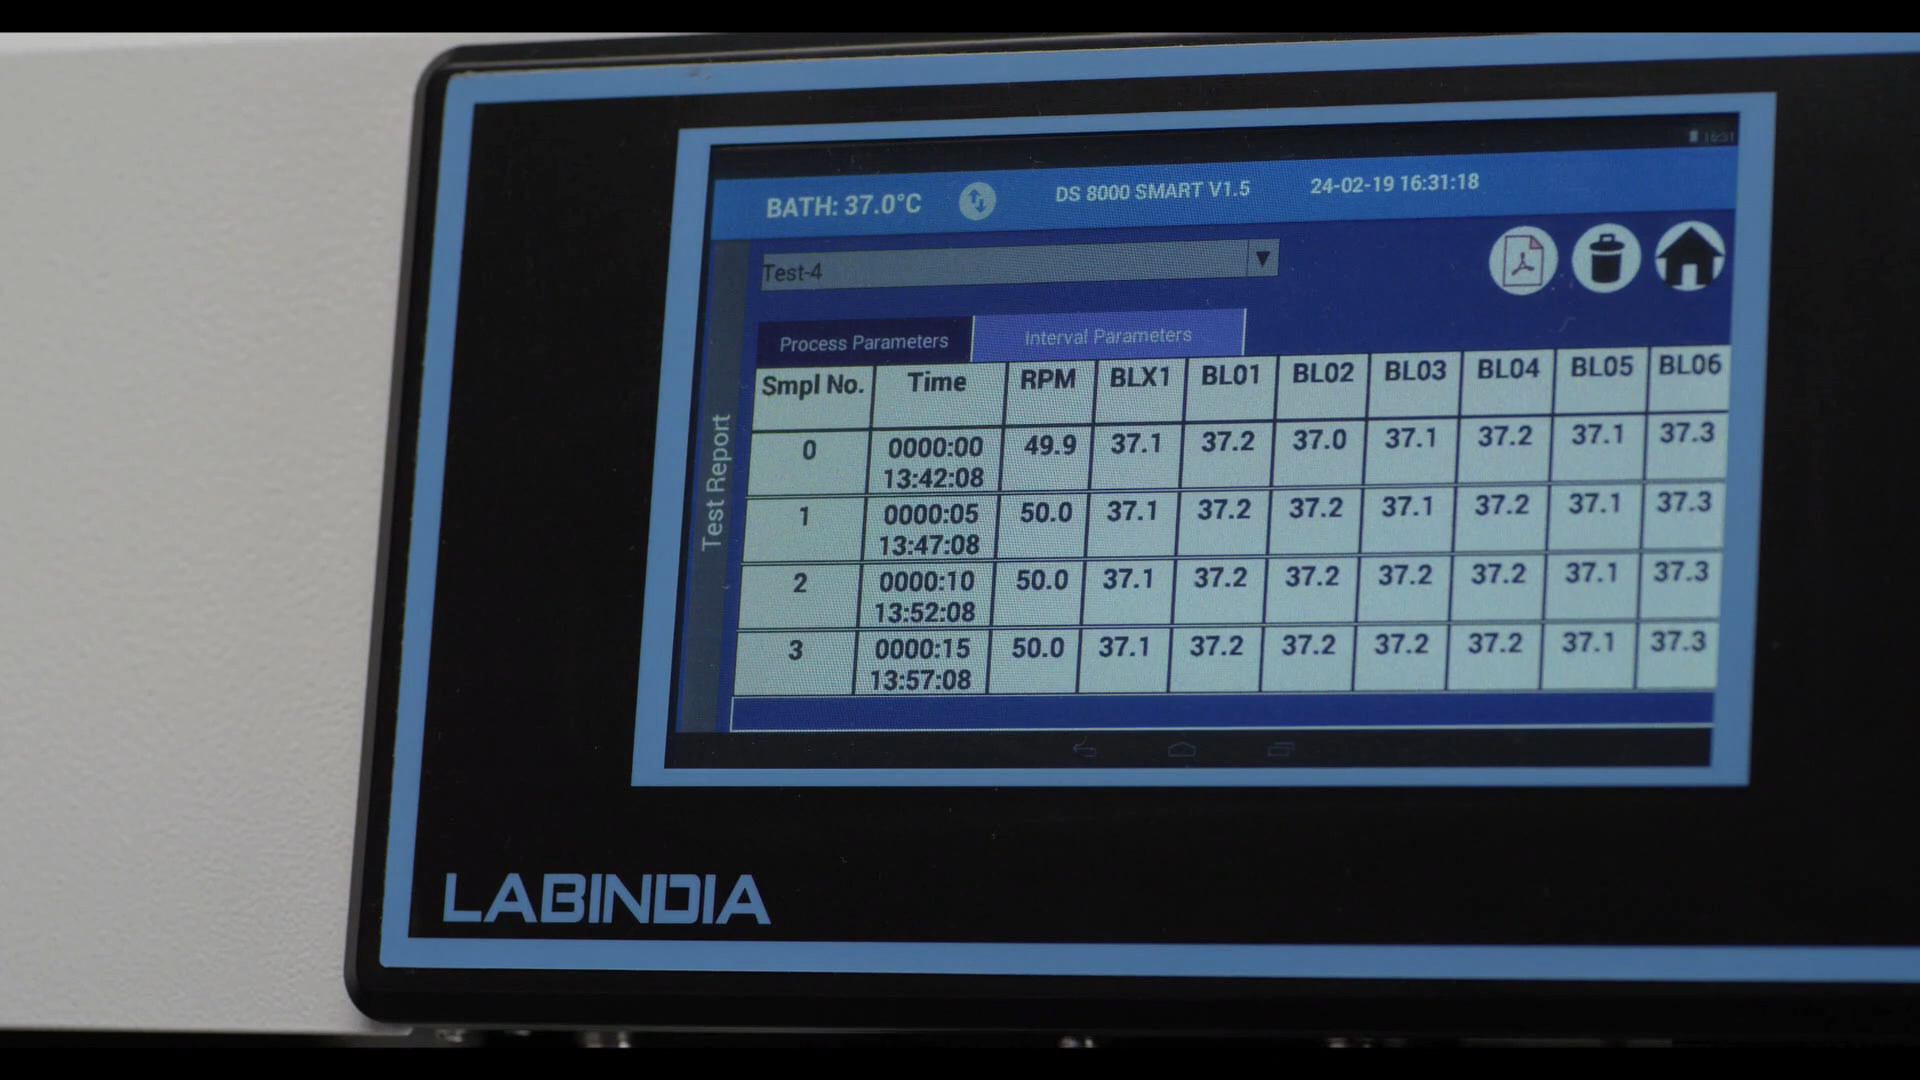 16:31
BATH: 37.0°C DS 8000 SMART V1.5 24-02-19 16:31:18
Test-4
Process Parameters Interval Parameters
Test Report
Smpl No. Time RPM BLX1 BL01 BL02 BL03 BL04 BL05 BL06
0 0000:00 49.9 37.1 37.2 37.0 37.1 37.2 37.1 37.3
13:42:08
1 0000:05 50.0 37.1 37.2 37.2 37.1 37.2 37.1 37.3
13:47:08
2 0000:10 50.0 37.1 37.2 37.2 37.2 37.2 37.1 37.3
13:52:08
3 0000:15 50.0 37.1 37.2 37.2 37.2 37.2 37.1 37.3
13:57:08
LABINDIA